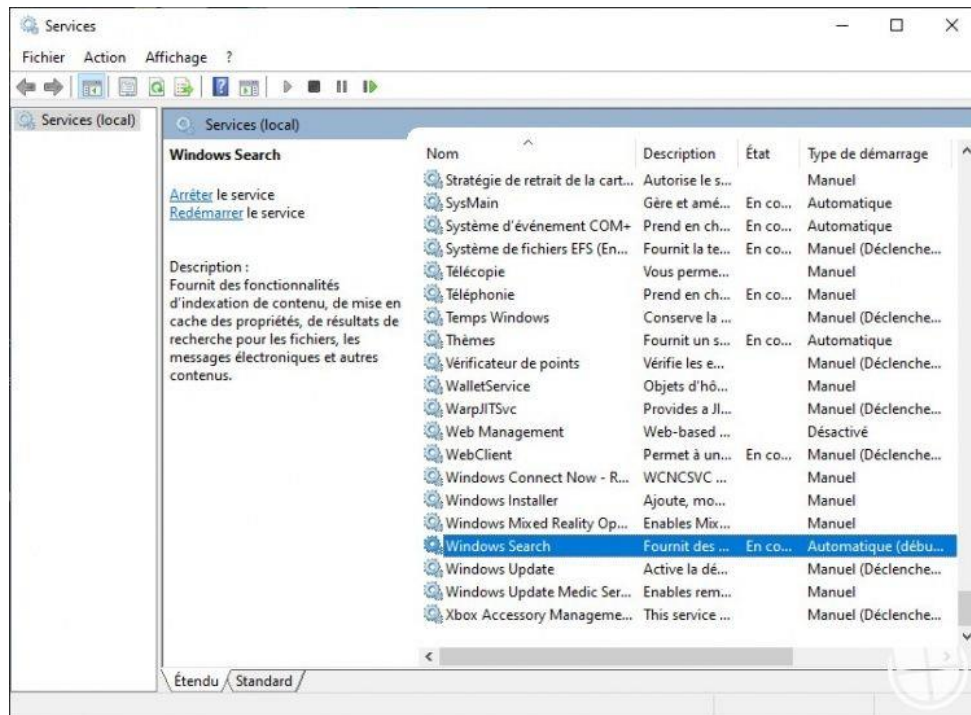 Services
Fichier Action Affichage ?
Services (local)
Services (local)
Windows Search
Arrêter le service
Redémarrer le service
Description :
Fournit des fonctionnalités
d'indexation de contenu, de mise en
cache des propriétés, de résultats de
recherche pour les fichiers, les
messages électroniques et autres
contenus.
Nom Description État Type de démarrage
Stratégie de retrait de la cart... Autorise le s... Manuel
SysMain Gère et amé... En co... Automatique
Système d'événement COM+ Prend en ch... En co... Automatique
Système de fichiers EFS (En... Fournit la te... En co... Manuel (Déclenche...
Télécopie Vous perme... Manuel
Téléphonie Prend en ch... En co... Manuel
Temps Windows Conserve la ... Manuel (Déclenche...
Thèmes Fournit un s... En co... Automatique
Vérificateur de points Vérifie les e... Manuel (Déclenche...
WalletService Objets d'hô... Manuel
WarpJITSvc Provides a JI... Manuel (Déclenche...
Web Management Web-based ... Désactivé
WebClient Permet à un... En co... Manuel (Déclenche...
Windows Connect Now - R... WCNCSVC ... Manuel
Windows Installer Ajoute, mo... Manuel
Windows Mixed Reality Op... Enables Mix... Manuel
Windows Search Fournit des ... En co... Automatique (débu...
Windows Update Active la dé... Manuel (Déclenche...
Windows Update Medic Ser... Enables rem... Manuel
Xbox Accessory Manageme... This service ... Manuel (Déclenche...
Étendu Standard